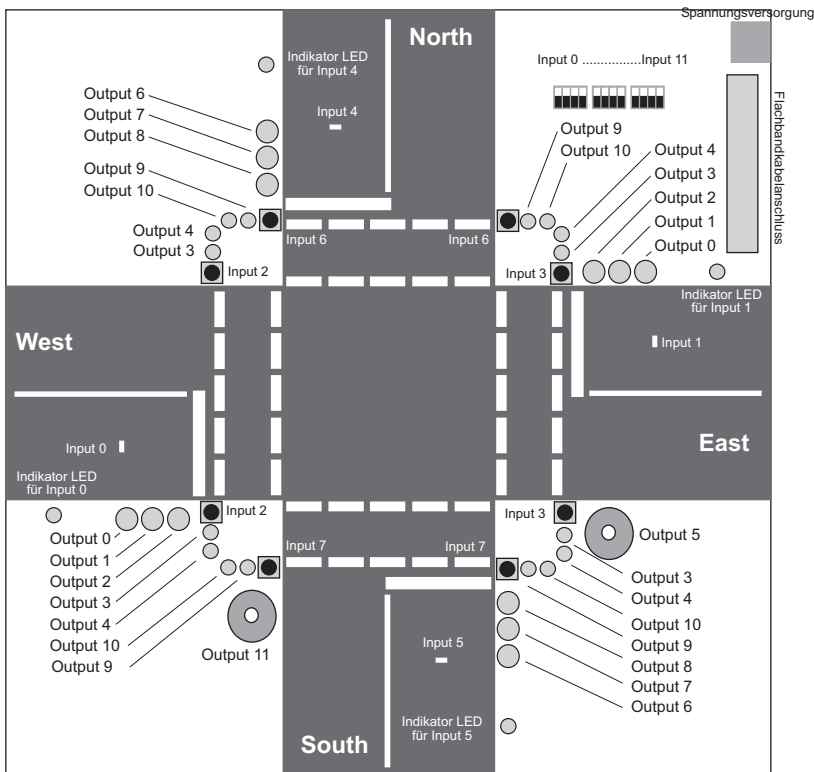 Spannungsversorgung
North
Indikator LED
für Input 4
Input 4
Input 0 ................Input 11
Flachbandkabelanschluss
Output 6
Output 7
Output 8
Output 9
Output 10
Output 4
Output 3
Input 2
Input 6
Input 6
Output 9
Output 10
Output 4
Output 3
Output 2
Output 1
Output 0
Input 3
Indikator LED
für Input 1
Input 1
West
East
Input 0
Indikator LED
für Input 0
Input 2
Output 0
Output 1
Output 2
Output 3
Output 4
Output 10
Output 9
Output 11
Input 7
Input 7
Input 3
Output 5
Output 3
Output 4
Output 10
Output 9
Output 8
Output 7
Output 6
Input 5
Indikator LED
für Input 5
South